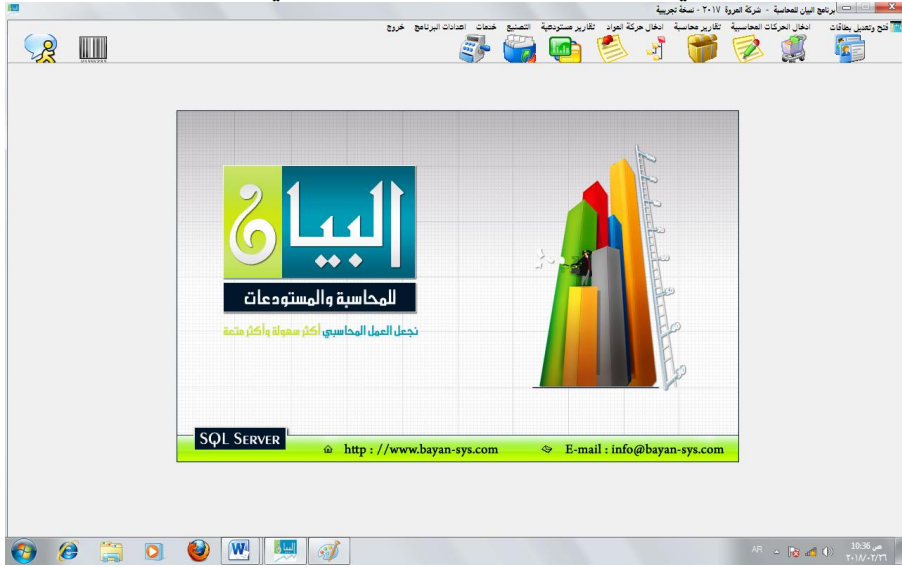 برنامج البيان للمحاسبة - شركة المروة ٢٠١٧ - نسخة تجريبية
فتح وتعديل بطاقات ادخال الحركات المحاسبية تقارير محاسبة ادخال حركة المواد تقارير مستودعية التصنيع خدمات اعدادات البرنامج خروج
البيان
للمحاسبة والمستودعات
نجعل العمل المحاسبي أكثر سهولة وأكثر متعة
SQL SERVER
http : //www.bayan-sys.com
E-mail : info@bayan-sys.com
AR
10:36 ص
٢٠١٨/٠٢/٢٦